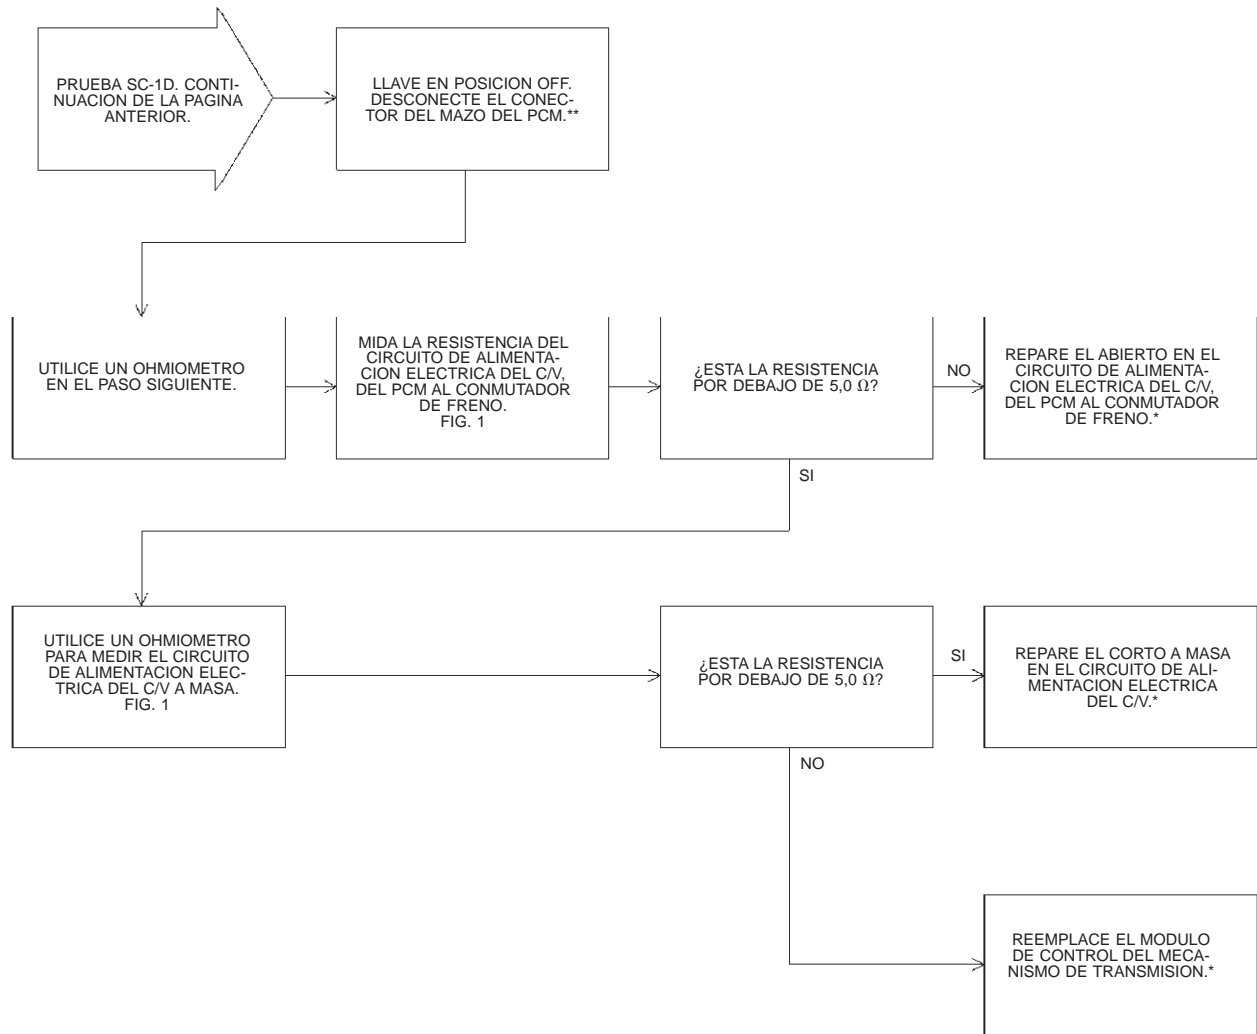 PRUEBA SC-1D. CONTI-
NUACION DE LA PAGINA
ANTERIOR.
LLAVE EN POSICION OFF.
DESCONECTE EL CONEC-
TOR DEL MAZO DEL PCM.**
UTILICE UN OHMIOMETRO
EN EL PASO SIGUIENTE.
MIDA LA RESISTENCIA DEL
CIRCUITO DE ALIMENTA-
CION ELECTRICA DEL C/V,
DEL PCM AL CONMUTADOR
DE FRENO.
FIG. 1
¿ESTA LA RESISTENCIA
POR DEBAJO DE 5,0 Ω?
NO
REPARE EL ABIERTO EN EL
CIRCUITO DE ALIMENTA-
CION ELECTRICA DEL C/V,
DEL PCM AL CONMUTADOR
DE FRENO.*
SI
UTILICE UN OHMIOMETRO
PARA MEDIR EL CIRCUITO
DE ALIMENTACION ELEC-
TRICA DEL C/V A MASA.
FIG. 1
¿ESTA LA RESISTENCIA
POR DEBAJO DE 5,0 Ω?
SI
REPARE EL CORTO A MASA
EN EL CIRCUITO DE ALI-
MENTACION ELECTRICA
DEL C/V.*
NO
REEMPLACE EL MODULO
DE CONTROL DEL MECA-
NISMO DE TRANSMISION.*